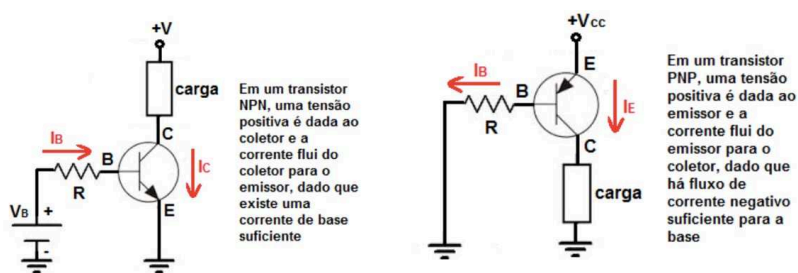 +V
carga
C
IB
B
R
IC
E
VB
+
-
Em um transistor
NPN, uma tensão
positiva é dada ao
coletor e a
corrente flui do
coletor para o
emissor, dado que
existe uma
corrente de base
suficiente
+VCC
E
IB
B
R
IE
C
carga
Em um transistor
PNP, uma tensão
positiva é dada ao
emissor e a
corrente flui do
emissor para o
coletor, dado que
há fluxo de
corrente negativo
suficiente para a
base